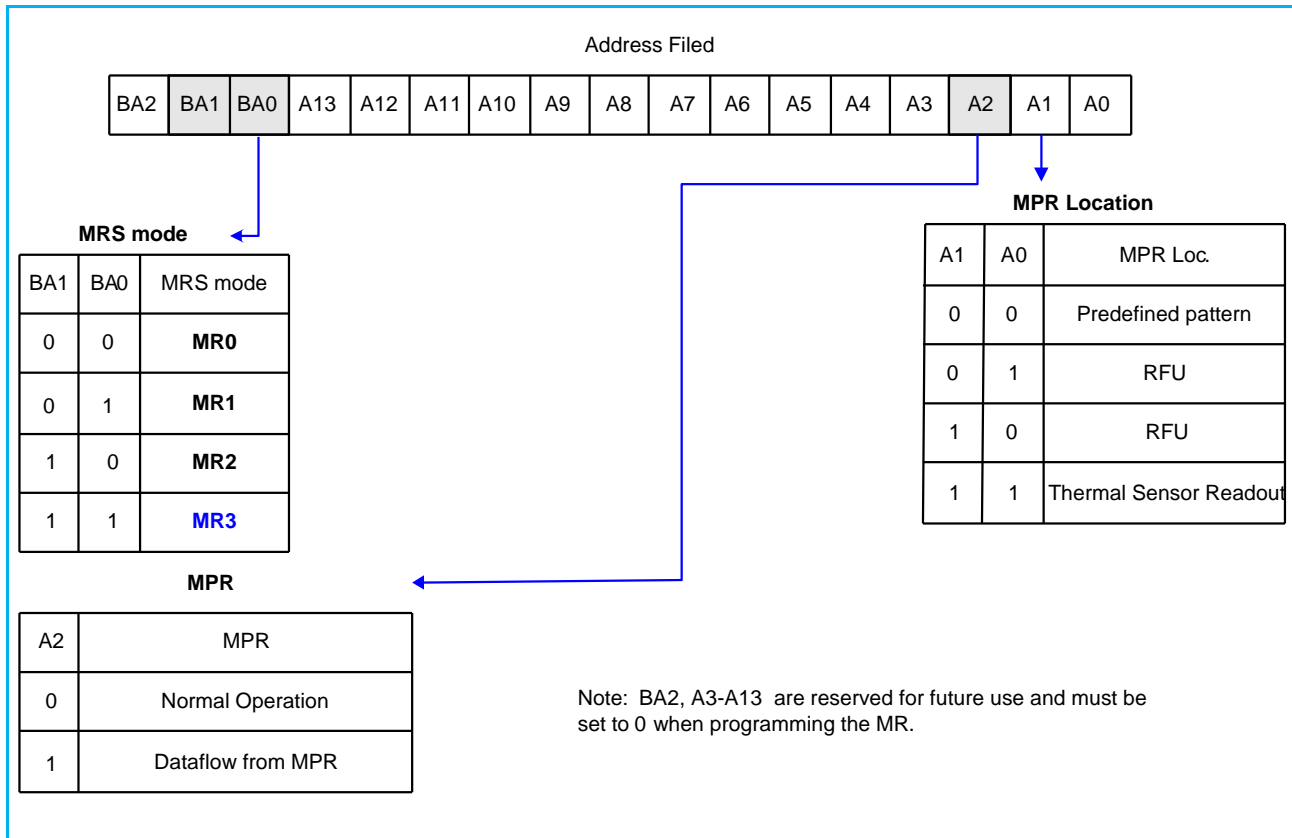 Address Filed
BA2 BA1 BA0 A13 A12 A11 A10 A9 A8 A7 A6 A5 A4 A3 A2 A1 A0
MRS mode
BA1 BA0 MRS mode
0 0 MR0
0 1 MR1
1 0 MR2
1 1 MR3
MPR Location
A1 A0 MPR Loc.
0 0 Predefined pattern
0 1 RFU
1 0 RFU
1 1 Thermal Sensor Readout
MPR
A2 MPR
0 Normal Operation
1 Dataflow from MPR
Note: BA2, A3-A13 are reserved for future use and must be
set to 0 when programming the MR.